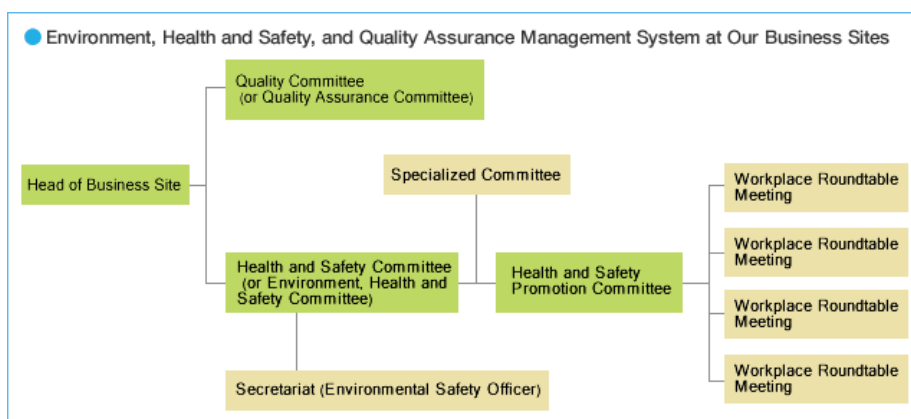 Environment, Health and Safety, and Quality Assurance Management System at Our Business Sites
Quality Committee
(or Quality Assurance Committee)
Head of Business Site
Specialized Committee
Workplace Roundtable
Meeting
Workplace Roundtable
Meeting
Health and Safety Committee
(or Environment, Health and
Safety Committee)
Health and Safety
Promotion Committee
Workplace Roundtable
Meeting
Workplace Roundtable
Meeting
Secretariat (Environmental Safety Officer)